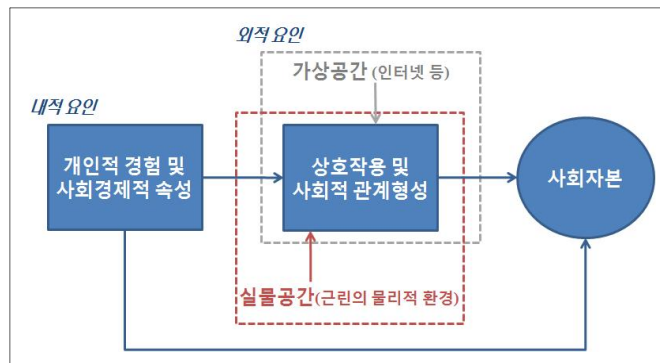 외적 요인
가상공간 (인터넷 등)
내적 요인
개인적 경험 및
사회경제적 속성
상호작용 및
사회적 관계형성
사회자본
실물공간(근린의 물리적 환경)